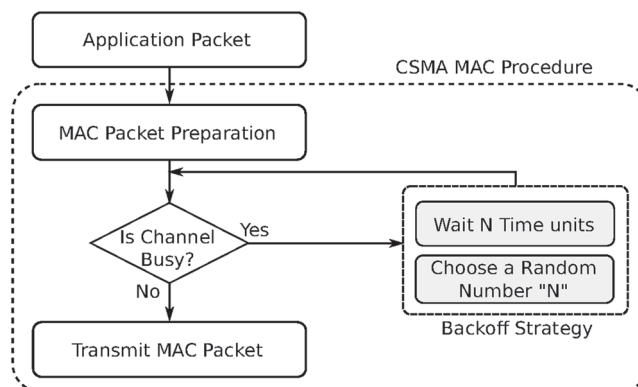 Application Packet
CSMA MAC Procedure
MAC Packet Preparation
Is Channel
Busy?
Yes
No
Wait N Time units
Choose a Random
Number "N"
Backoff Strategy
Transmit MAC Packet